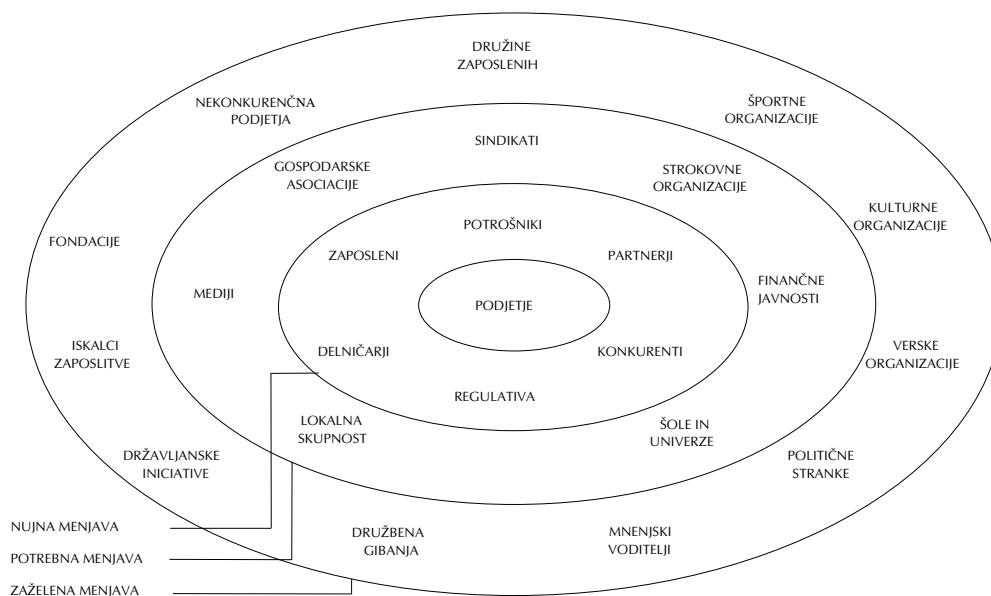 DRUŽINE
ZAPOSLENIH
NEKONKURENČNA
PODJETJA
ŠPORTNE
ORGANIZACIJE
SINDIKATI
GOSPODARSKE
ASOCIACIJE
STROKOVNE
ORGANIZACIJE
KULTURNE
ORGANIZACIJE
POTROŠNIKI
FONDACIJE
ZAPOSLENI
PARTNERJI
FINANČNE
JAVNOSTI
MEDIJI
PODJETJE
ISKALCI
ZAPOSLITVE
DELNIČARJI
KONKURENTI
VERSKE
ORGANIZACIJE
REGULATIVA
LOKALNA
SKUPNOST
ŠOLE IN
UNIVERZE
DRŽAVLJANSKE
INICIATIVE
POLITIČNE
STRANKE
NUJNA MENJAVA
DRUŽBENA
GIBANJA
MNENJSKI
VODITELJI
POTREBNA MENJAVA
ZAŽELENA MENJAVA